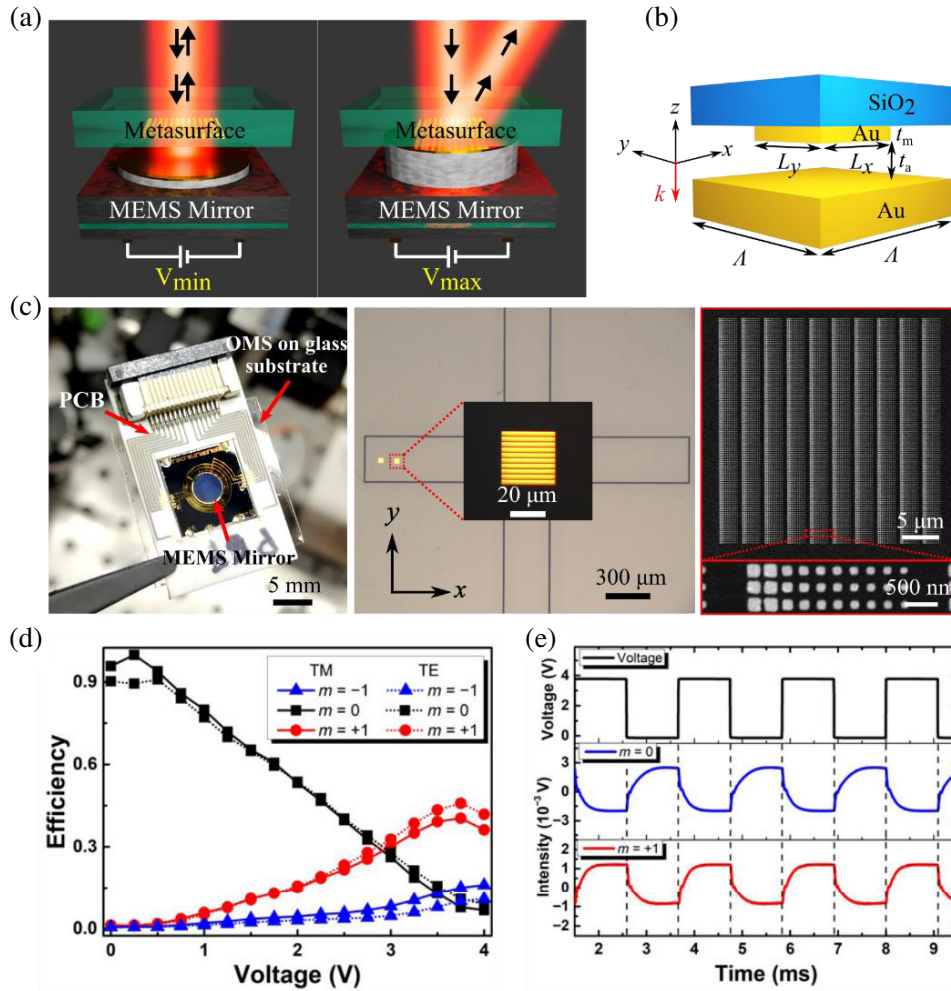 (a)
Metasurface
MEMS Mirror
Vmin
Metasurface
MEMS Mirror
Vmax
(b)
SiO2
Au
tm
z
y
x
k
Ly
Lx
ta
Au
Λ
Λ
(c)
OMS on glass
substrate
PCB
MEMS Mirror
5 mm
20 μm
y
x
300 μm
5 μm
500 nm
(d)
TM TE
m = −1 m = −1
m = 0 m = 0
m = +1 m = +1
Efficiency
0.9
0.6
0.3
0.0
0 1 2 3 4
Voltage (V)
(e)
Voltage
Voltage (V)
4
2
0
m = 0
3
0
−3
Intensity (10−3 V)
m = +1
2
1
0
−1
−2
2 3 4 5 6 7 8 9
Time (ms)